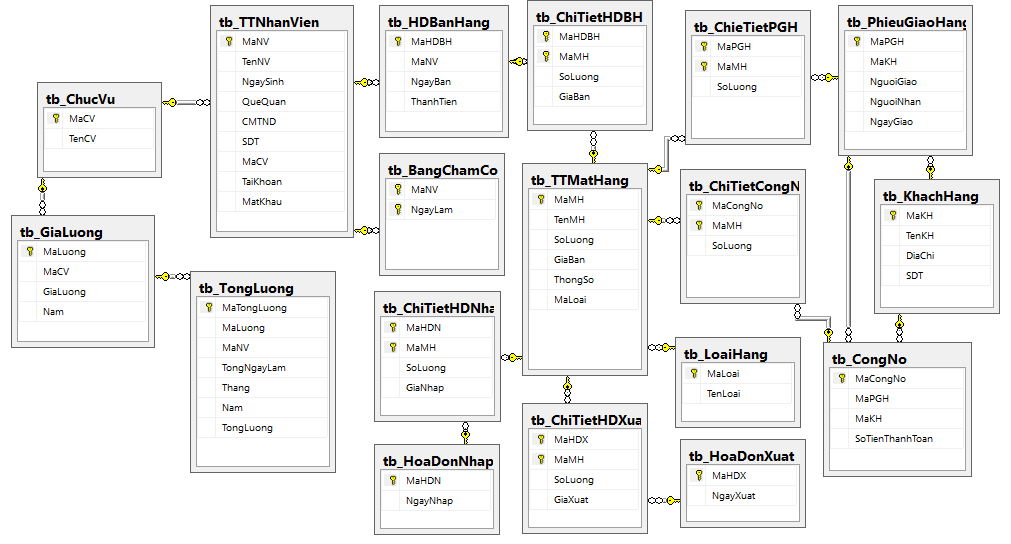 tb_TTNhanVien
MaNV
TenNV
NgaySinh
QueQuan
CMTND
SDT
MaCV
TaiKhoan
MatKhau
tb_HDBanHang
MaHDBH
MaNV
NgayBan
ThanhTien
tb_ChiTietHDBH
MaHDBH
MaMH
SoLuong
GiaBan
tb_ChieTietPGH
MaPGH
MaMH
SoLuong
tb_PhieuGiaoHang
MaPGH
MaKH
NguoiGiao
NguoiNhan
NgayGiao
tb_ChucVu
MaCV
TenCV
tb_BangChamCo
MaNV
NgayLam
tb_TTMatHang
MaMH
TenMH
SoLuong
GiaBan
ThongSo
MaLoai
tb_ChiTietCongN
MaCongNo
MaMH
SoLuong
tb_KhachHang
MaKH
TenKH
DiaChi
SDT
tb_GiaLuong
MaLuong
MaCV
GiaLuong
Nam
tb_TongLuong
MaTongLuong
MaLuong
MaNV
TongNgayLam
Thang
Nam
TongLuong
tb_ChiTietHDNha
MaHDN
MaMH
SoLuong
GiaNhap
tb_LoaiHang
MaLoai
TenLoai
tb_CongNo
MaCongNo
MaPGH
MaKH
SoTienThanhToan
tb_ChiTietHDXua
MaHDX
MaMH
SoLuong
GiaXuat
tb_HoaDonNhap
MaHDN
NgayNhap
tb_HoaDonXuat
MaHDX
NgayXuat